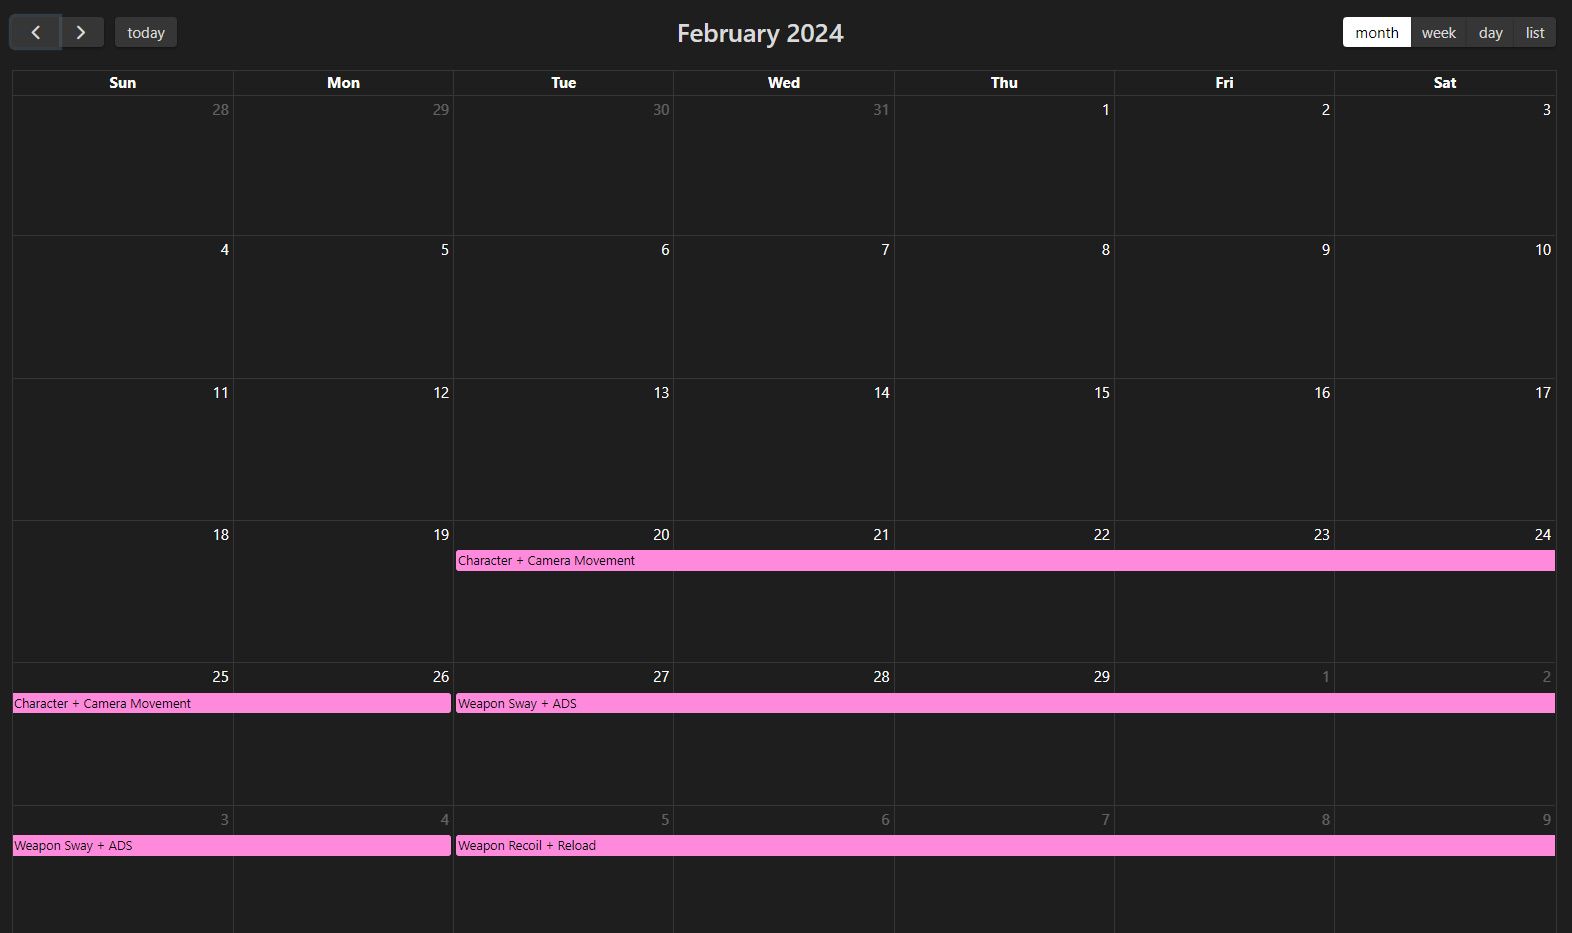 today
February 2024
month week day list
Sun Mon Tue Wed Thu Fri Sat
28 29 30 31 1 2 3
4 5 6 7 8 9 10
11 12 13 14 15 16 17
18 19 20 21 22 23 24
Character + Camera Movement
25 26 27 28 29 1 2
Character + Camera Movement Weapon Sway + ADS
3 4 5 6 7 8 9
Weapon Sway + ADS Weapon Recoil + Reload